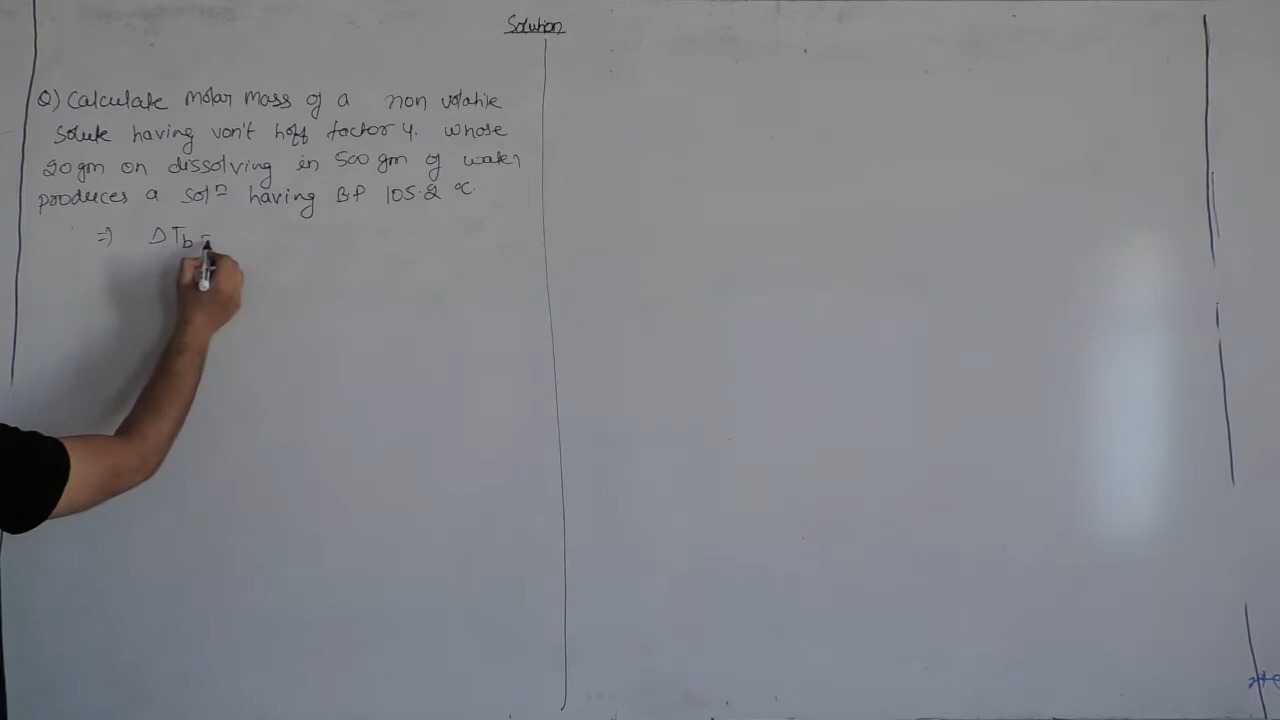 Solution
Q) Calculate molar mass of a non volatile
solute having von't hoff factor 4. whose
20gm on dissolving in 500 gm of water
produces a solⁿ having BP 105.2 °C.
=) ΔTb =